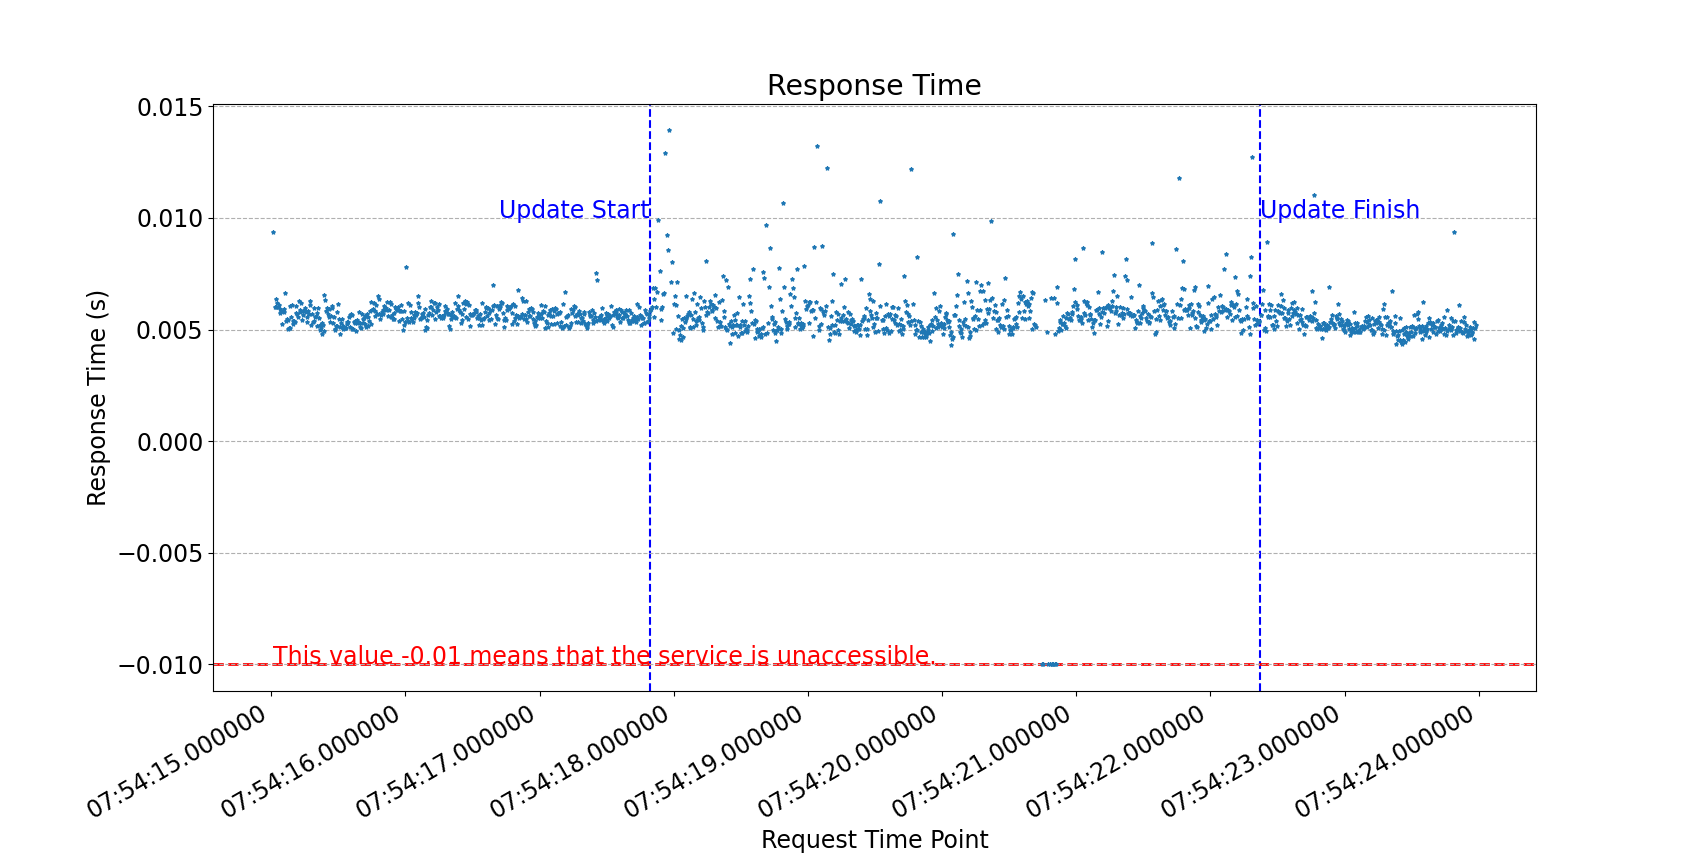 Response Time
Response Time (s)
0.015
0.010
0.005
0.000
−0.005
−0.010
Update Start
Update Finish
This value -0.01 means that the service is unaccessible.
07:54:15.000000
07:54:16.000000
07:54:17.000000
07:54:18.000000
07:54:19.000000
07:54:20.000000
07:54:21.000000
07:54:22.000000
07:54:23.000000
07:54:24.000000
Request Time Point